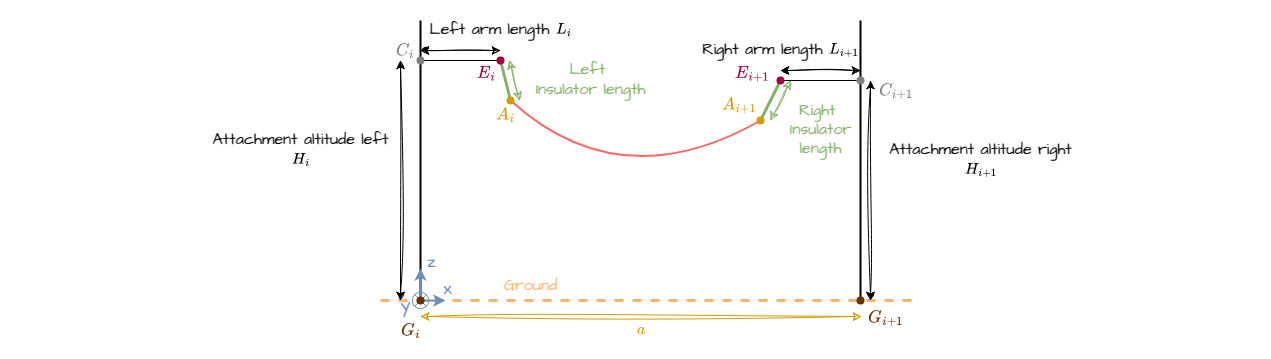 Left arm length L_i
C_i
Right arm length L_{i+1}
E_i
Left
Insulator length
E_{i+1}
C_{i+1}
A_i
A_{i+1}
Right
Insulator
length
Attachment altitude left
H_i
Attachment altitude right
H_{i+1}
z
x
y
Ground
G_i
G_{i+1}
a